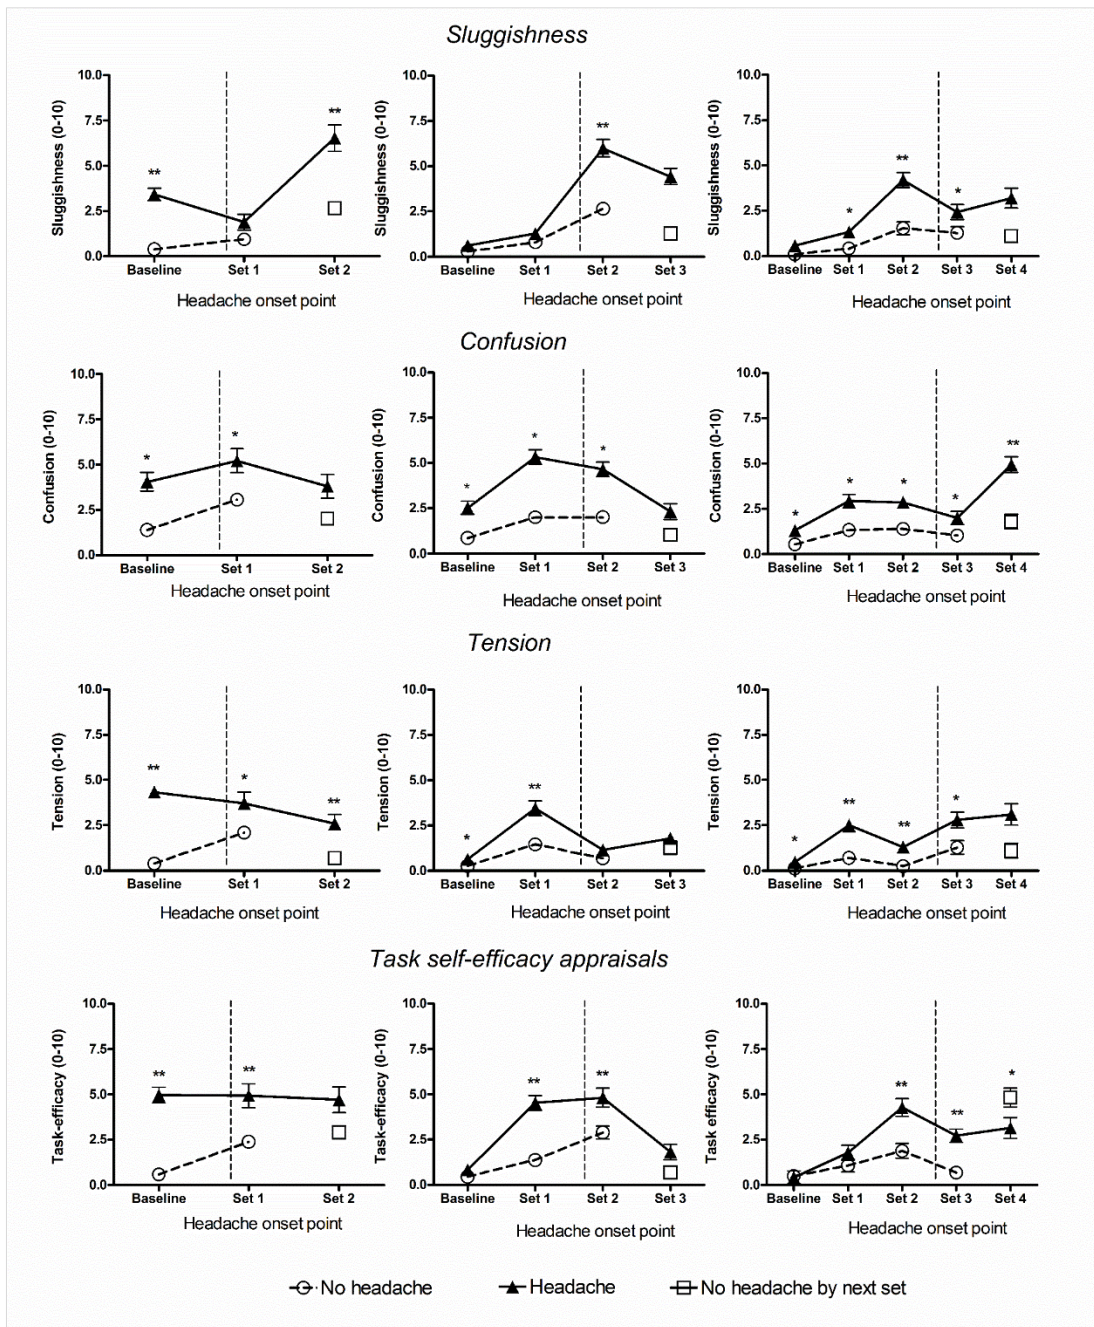 Sluggishness
10.0 10.0 10.0
** ** **
7.5 7.5 7.5
Sluggishness (0-10) Sluggishness (0-10) Sluggishness (0-10)
** * *
5.0 5.0 5.0
2.5 2.5 2.5
0.0 0.0 0.0
Baseline Set 1 Set 2 Baseline Set 1 Set 2 Set 3 Baseline Set 1 Set 2 Set 3 Set 4
Headache onset point Headache onset point Headache onset point
Confusion
10.0 10.0 10.0
7.5 7.5 7.5
Confusion (0-10) Confusion (0-10) Confusion (0-10)
* * * * * * * * * **
5.0 5.0 5.0
2.5 2.5 2.5
0.0 0.0 0.0
Baseline Set 1 Set 2 Baseline Set 1 Set 2 Set 3 Baseline Set 1 Set 2 Set 3 Set 4
Headache onset point Headache onset point Headache onset point
Tension
10.0 10.0 10.0
7.5 7.5 7.5
Tension (0-10) Tension (0-10) Tension (0-10)
** * ** * ** * ** ** *
5.0 5.0 5.0
2.5 2.5 2.5
0.0 0.0 0.0
Baseline Set 1 Set 2 Baseline Set 1 Set 2 Set 3 Baseline Set 1 Set 2 Set 3 Set 4
Headache onset point Headache onset point Headache onset point
Task self-efficacy appraisals
10.0 10.0 10.0
7.5 7.5 7.5
Task-efficacy (0-10) Task-efficacy (0-10) Task efficacy (0-10)
** ** ** ** ** ** *
5.0 5.0 5.0
2.5 2.5 2.5
0.0 0.0 0.0
Baseline Set 1 Set 2 Baseline Set 1 Set 2 Set 3 Baseline Set 1 Set 2 Set 3 Set 4
Headache onset point Headache onset point Headache onset point
No headache Headache No headache by next set